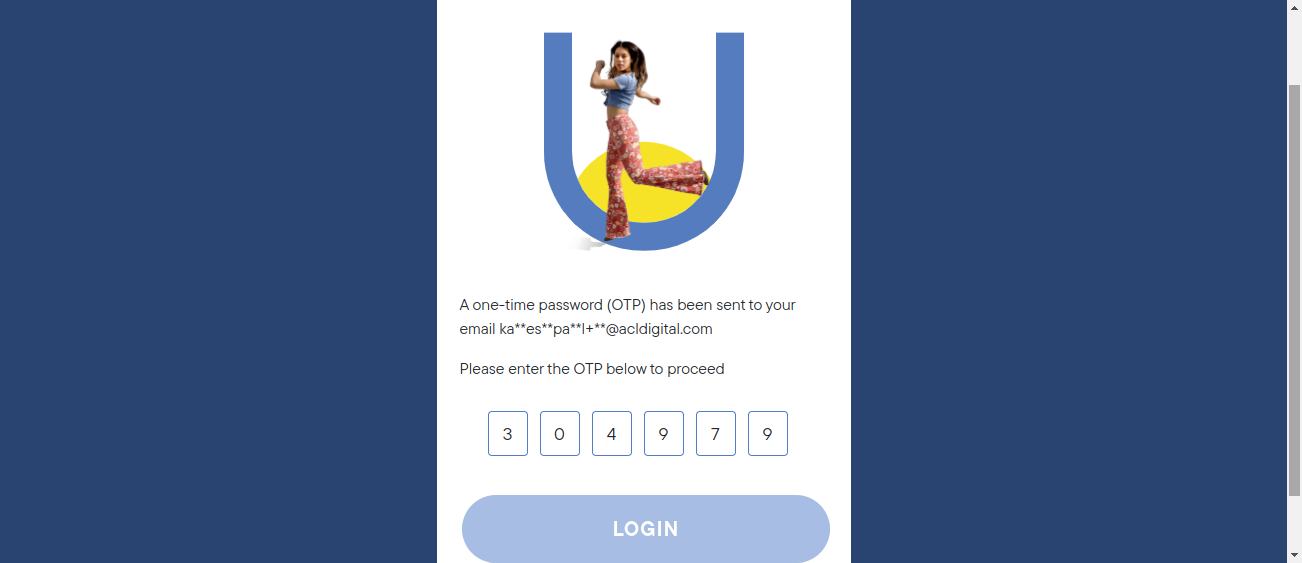 A one-time password (OTP) has been sent to your
email ka**es**pa**l+**@acldigital.com
Please enter the OTP below to proceed
3 0 4 9 7 9
LOGIN